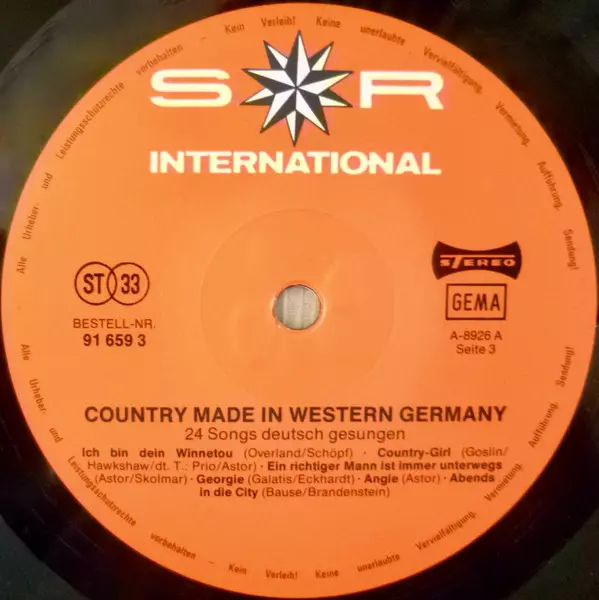 Alle Urheber- und Leistungsschutzrechte vorbehalten - Kein Verleih! Keine unerlaubte Vervielfältigung, Vermietung, Aufführung, Sendung!
S R
INTERNATIONAL
ST 33
BESTELL-NR.
91 659 3
STEREO
GEMA
A-8926 A
Seite 3
COUNTRY MADE IN WESTERN GERMANY
24 Songs deutsch gesungen
Ich bin dein Winnetou (Overland/Schöpf) · Country-Girl (Goslin/
Hawkshaw/dt. T.: Prio/Astor) · Ein richtiger Mann ist immer unterwegs
(Astor/Skolmar) · Georgie (Galatis/Eckhardt) · Angie (Astor) · Abends
in die City (Bause/Brandenstein)
Alle Urheber- und Leistungsschutzrechte vorbehalten - Kein Verleih! Keine unerlaubte Vervielfältigung, Vermietung, Aufführung, Sendung!